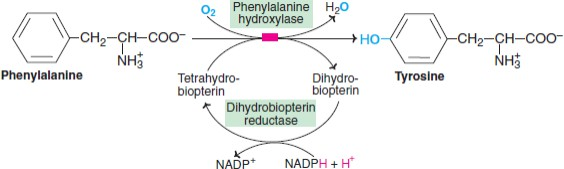 O₂
Phenylalanine
hydroxylase
H₂O
CH₂—CH—COO⁻
NH₃⁺
Phenylalanine
HO
CH₂—CH—COO⁻
NH₃⁺
Tyrosine
Tetrahydro-
biopterin
Dihydro-
biopterin
Dihydrobiopterin
reductase
NADP⁺
NADPH + H⁺